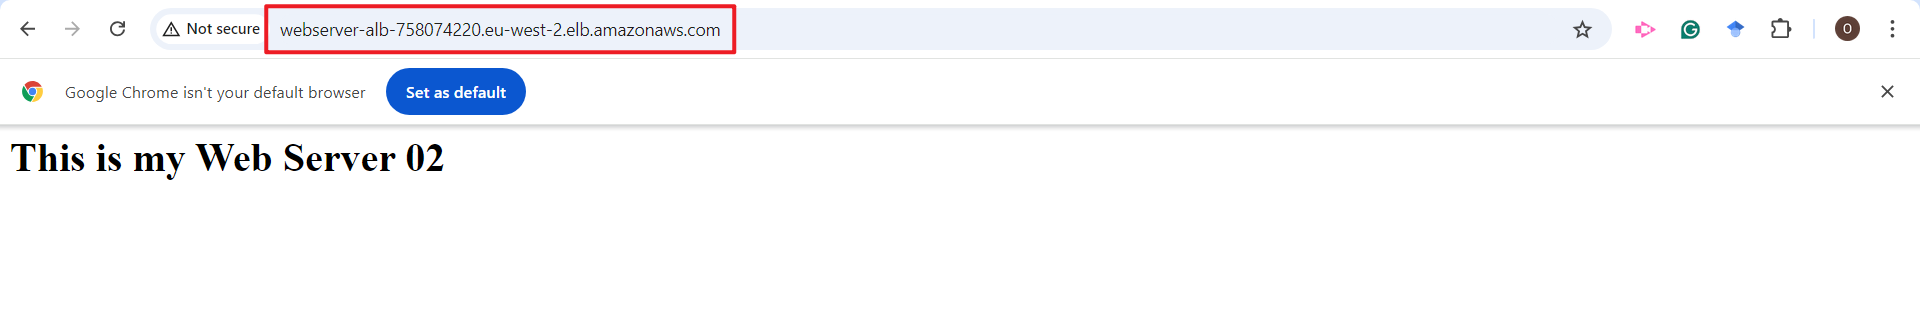 Not secure webserver-alb-758074220.eu-west-2.elb.amazonaws.com O
Google Chrome isn't your default browser Set as default
This is my Web Server 02